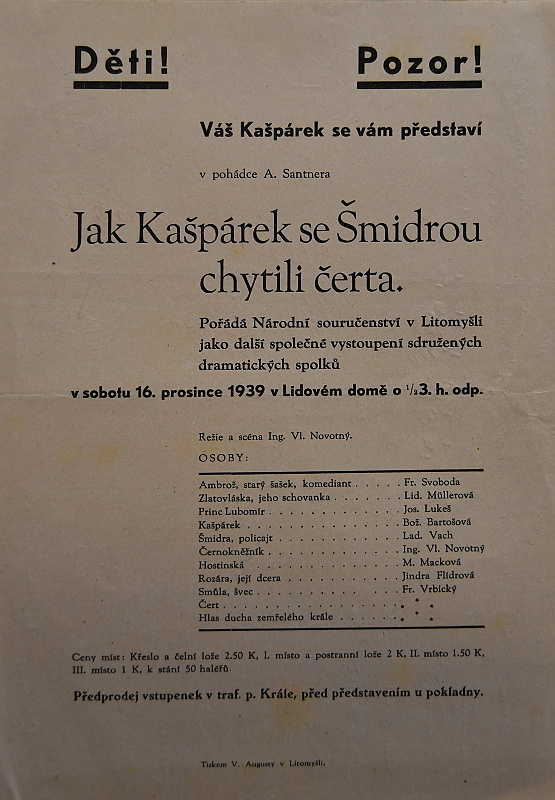 Děti! Pozor!
Váš Kašpárek se vám představí
v pohádce A. Santnera
Jak Kašpárek se Šmidrou
chytili čerta.
Pořádá Národní souručenství v Litomyšli
jako další společné vystoupení sdružených
dramatických spolků
v sobotu 16. prosince 1939 v Lidovém domě o ½3. h. odp.
Režie a scéna Ing. Vl. Novotný.
OSOBY:
Ambrož, starý šašek, komediant . . . . . Fr. Svoboda
Zlatovláska, jeho schovanka . . . . . . . Lid. Müllerová
Princ Lubomír . . . . . . . . . . . . Jos. Lukeš
Kašpárek . . . . . . . . . . . . . . Bož. Bartošová
Šmidra, policajt . . . . . . . . . . . . Lad. Vach
Černokněžník . . . . . . . . . . . . Ing. Vl. Novotný
Hostinská . . . . . . . . . . . . . . M. Macková
Rozára, její dcera . . . . . . . . . . . Jindra Flídrová
Smůla, švec . . . . . . . . . . . . . Fr. Vrbický
Čert . . . . . . . . . . . . . . . . * * *
Hlas ducha zemřelého krále . . . . . . . * * *
Ceny míst: Křeslo a čelní lože 2.50 K, I. místo a postranní lože 2 K, II. místo 1.50 K,
III. místo 1 K, k stání 50 haléřů.
Předprodej vstupenek v traf. p. Krále, před představením u pokladny.
Tiskem V. Augusty v Litomyšli.